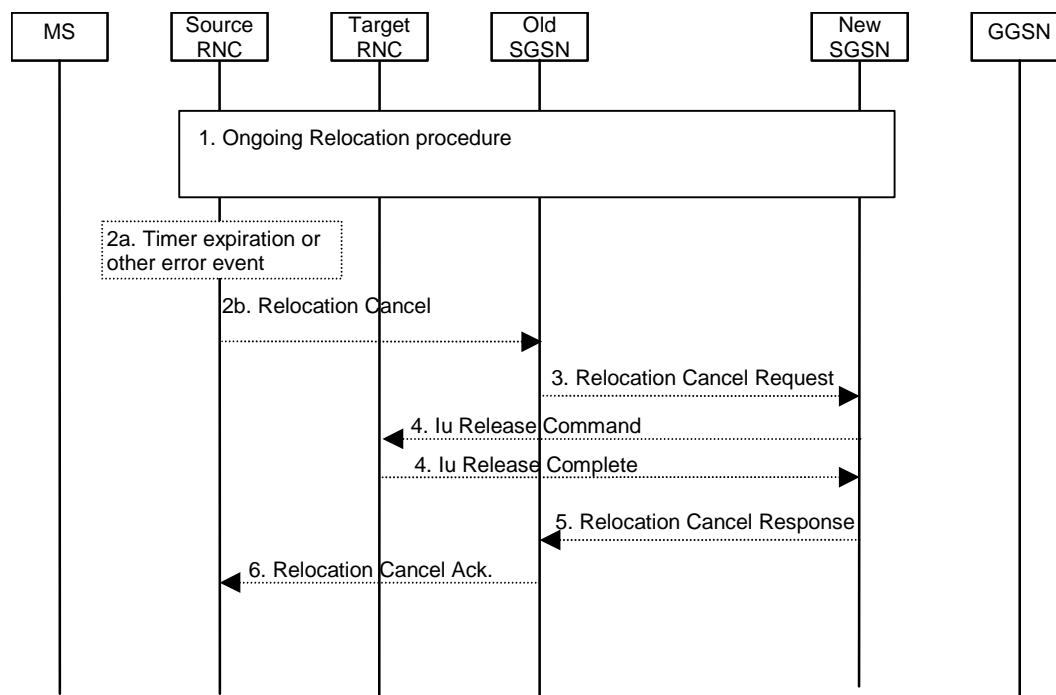 MS
Source
RNC
Target
RNC
Old
SGSN
New
SGSN
GGSN
1. Ongoing Relocation procedure
2a. Timer expiration or
other error event
2b. Relocation Cancel
3. Relocation Cancel Request
4. Iu Release Command
4. Iu Release Complete
5. Relocation Cancel Response
6. Relocation Cancel Ack.